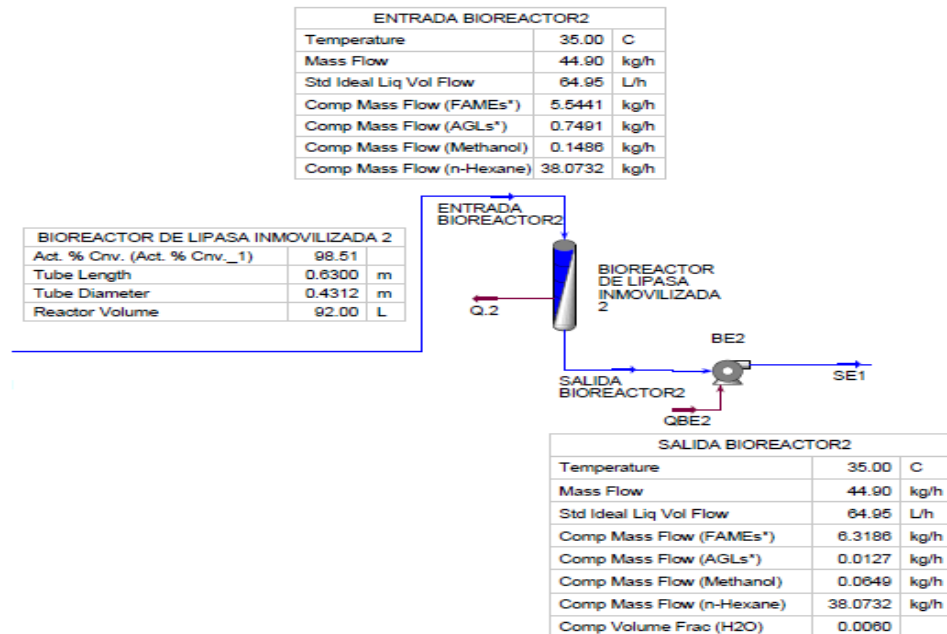 ENTRADA BIOREACTOR2
Temperature 35.00 C
Mass Flow 44.90 kg/h
Std Ideal Liq Vol Flow 64.95 L/h
Comp Mass Flow (FAMEs*) 5.5441 kg/h
Comp Mass Flow (AGLs*) 0.7491 kg/h
Comp Mass Flow (Methanol) 0.1486 kg/h
Comp Mass Flow (n-Hexane) 38.0732 kg/h
ENTRADA
BIOREACTOR2
BIOREACTOR DE LIPASA INMOVILIZADA 2
Act. % Cnv. (Act. % Cnv._1) 98.51
Tube Length 0.6300 m
Tube Diameter 0.4312 m
Reactor Volume 92.00 L
BIOREACTOR
DE LIPASA
INMOVILIZADA
2
Q.2
BE2
SALIDA
BIOREACTOR2
SE1
QBE2
SALIDA BIOREACTOR2
Temperature 35.00 C
Mass Flow 44.90 kg/h
Std Ideal Liq Vol Flow 64.95 L/h
Comp Mass Flow (FAMEs*) 6.3186 kg/h
Comp Mass Flow (AGLs*) 0.0127 kg/h
Comp Mass Flow (Methanol) 0.0649 kg/h
Comp Mass Flow (n-Hexane) 38.0732 kg/h
Comp Volume Frac (H2O) 0.0060